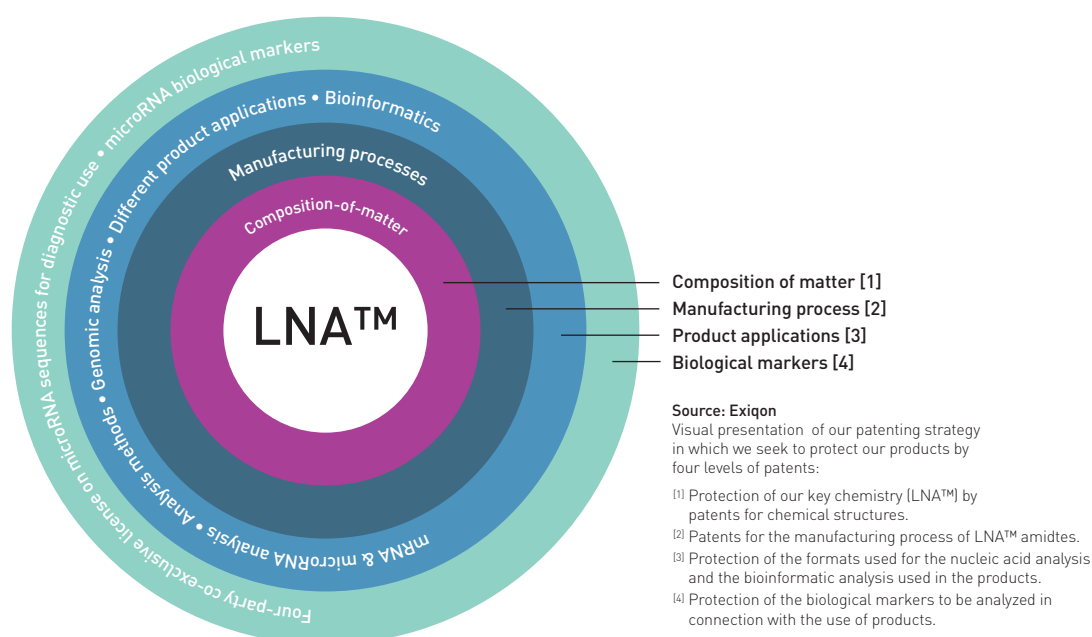 Four-party co-exclusive license on microRNA sequences for diagnostic use • microRNA biological markers
mRNA & microRNA analysis • Analysis methods • Genomic analysis • Different product applications • Bioinformatics
Manufacturing processes
Composition-of-matter
LNA™
Composition of matter [1]
Manufacturing process [2]
Product applications [3]
Biological markers [4]
Source: Exiqon
Visual presentation of our patenting strategy
in which we seek to protect our products by
four levels of patents:
[1] Protection of our key chemistry (LNA™) by
patents for chemical structures.
[2] Patents for the manufacturing process of LNA™ amidtes.
[3] Protection of the formats used for the nucleic acid analysis
and the bioinformatic analysis used in the products.
[4] Protection of the biological markers to be analyzed in
connection with the use of products.